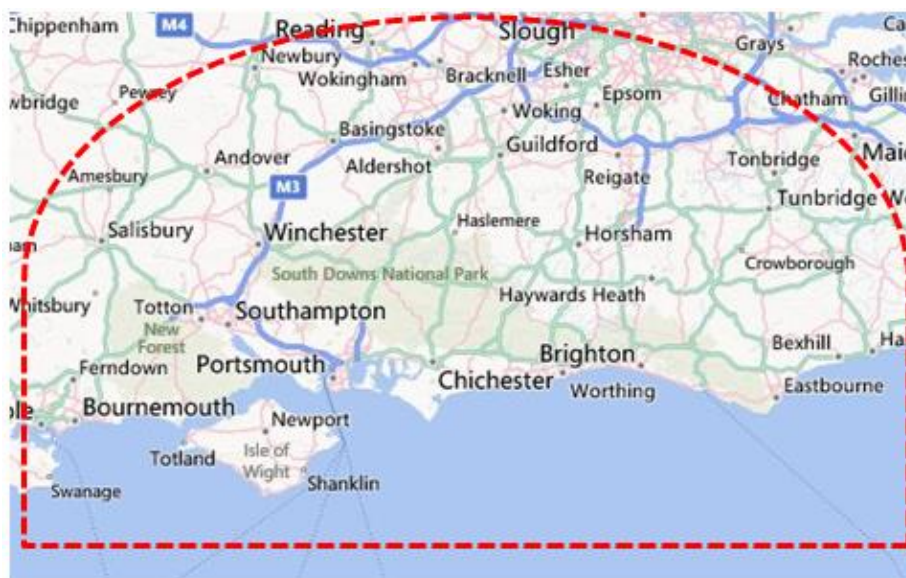 Chippenham
M4
Reading
Slough
Grays
Newbury
Wokingham
Bracknell
Esher
Pewsey
Woking
Epsom
Chatham
Basingstoke
Andover
Aldershot
Guildford
Tonbridge
Amesbury
M3
Reigate
Salisbury
Winchester
Haslemere
Horsham
Crowborough
South Downs National Park
Whitsbury
Totton
Southampton
Haywards Heath
New
Forest
Brighton
Bexhill
Ferndown
Portsmouth
Chichester
Worthing
Eastbourne
Bournemouth
Newport
Totland
Isle of
Wight
Shanklin
Swanage